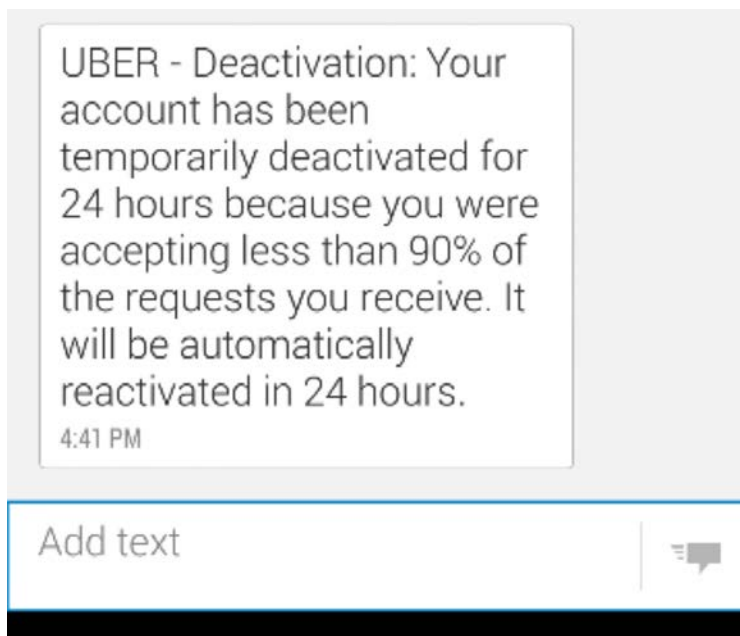 UBER - Deactivation: Your
account has been
temporarily deactivated for
24 hours because you were
accepting less than 90% of
the requests you receive. It
will be automatically
reactivated in 24 hours.
4:41 PM
Add text